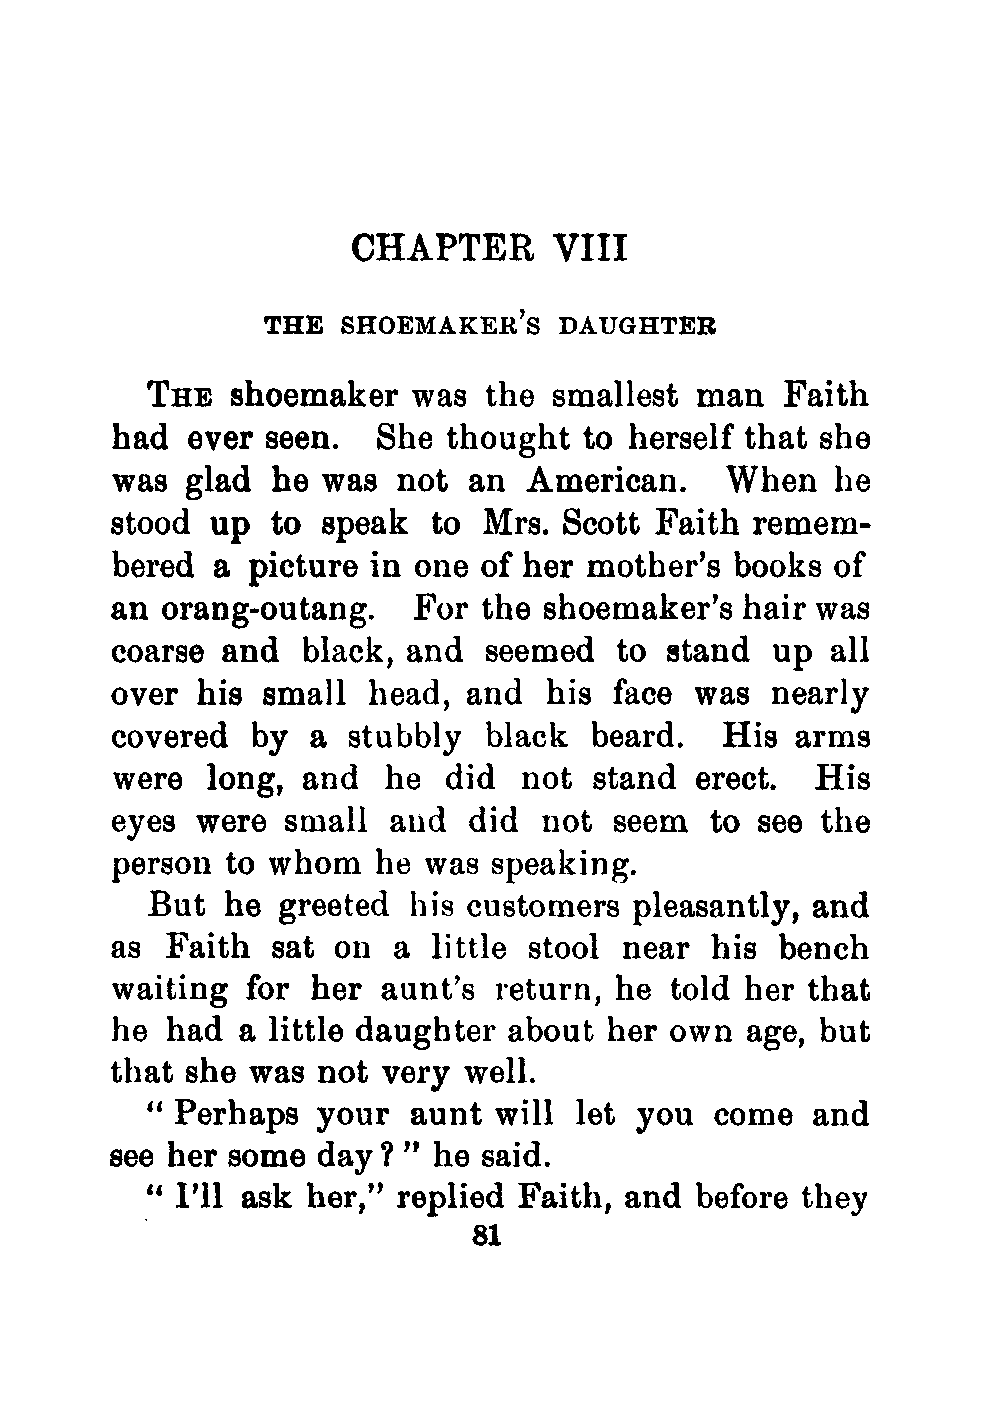 CHAPTER VIII
THE SHOEMAKER'S DAUGHTER
THE shoemaker was the smallest man Faith
had ever seen. She thought to herself that she
was glad he was not an American. When he
stood up to speak to Mrs. Scott Faith remem-
bered a picture in one of her mother's books of
an orang-outang. For the shoemaker's hair was
coarse and black, and seemed to stand up all
over his small head, and his face was nearly
covered by a stubbly black beard. His arms
were long, and he did not stand erect. His
eyes were small and did not seem to see the
person to whom he was speaking.
But he greeted his customers pleasantly, and
as Faith sat on a little stool near his bench
waiting for her aunt's return, he told her that
he had a little daughter about her own age, but
that she was not very well.
" Perhaps your aunt will let you come and
see her some day? " he said.
" I'll ask her," replied Faith, and before they
81